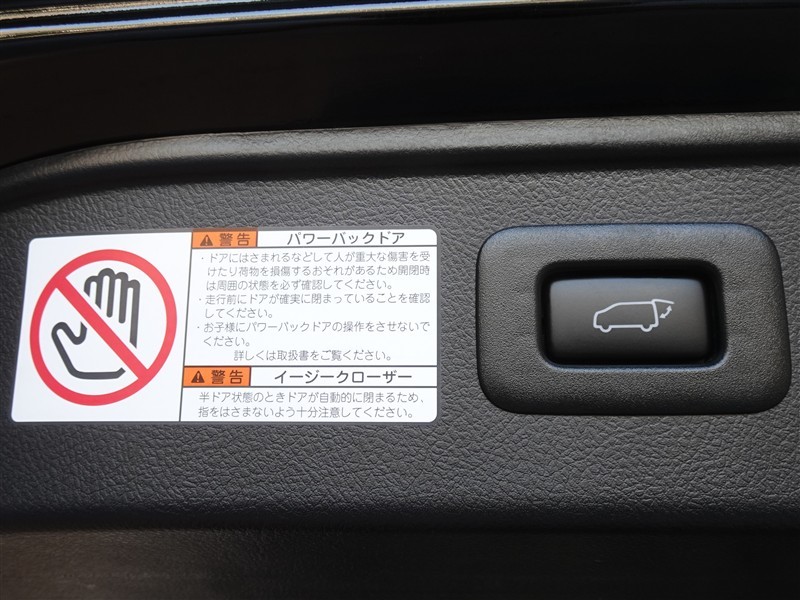 警告 パワーバックドア
・ドアにはさまれるなどして人が重大な傷害を受
けたり荷物を損傷するおそれがあるため開閉時
は周囲の状態を必ず確認してください。
・走行前にドアが確実に閉まっていることを確認
してください。
・お子様にパワーバックドアの操作をさせないで
ください。
詳しくは取扱書をご覧ください。
警告 イージークローザー
半ドア状態のときドアが自動的に閉まるため、
指をはさまないよう十分注意してください。